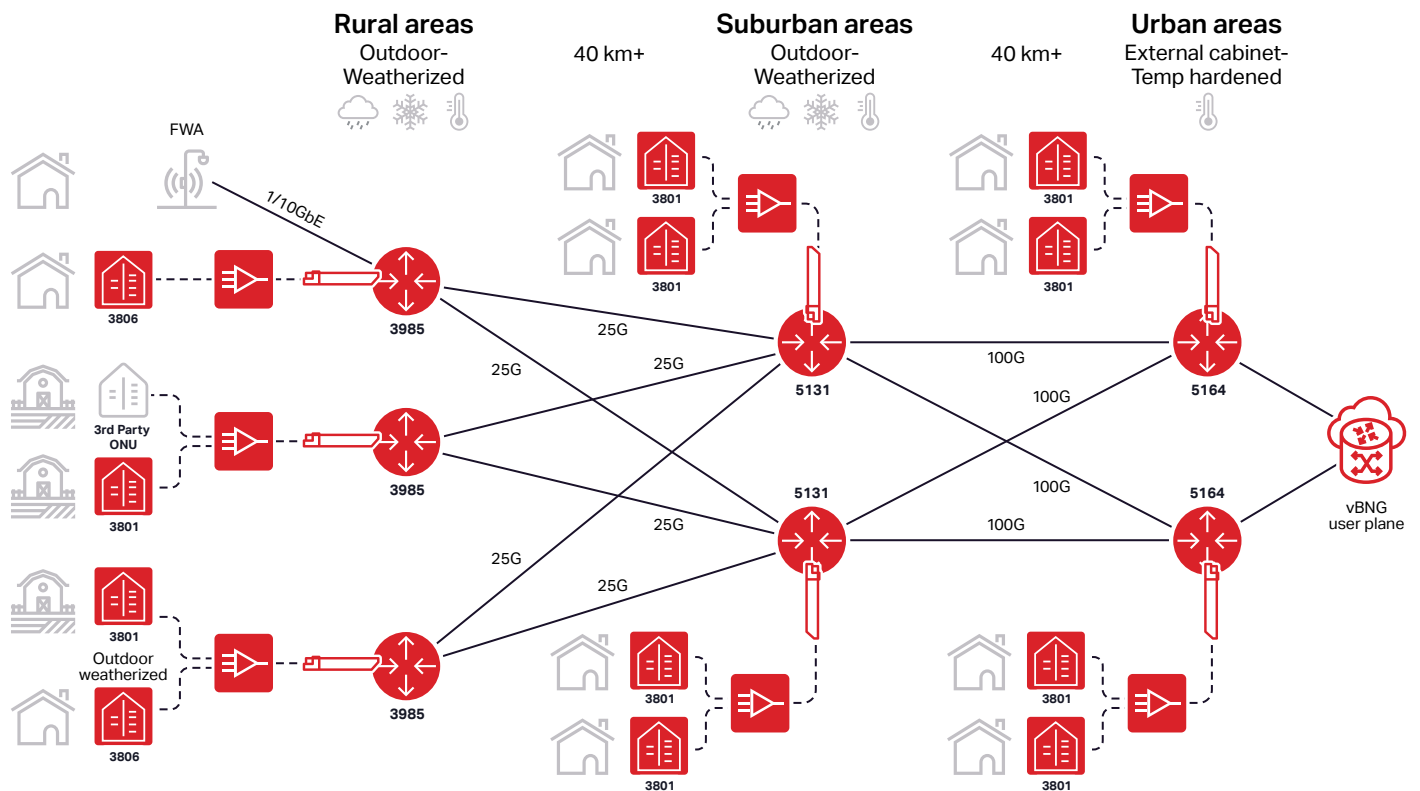 Rural areas
Outdoor-
Weatherized
40 km+
Suburban areas
Outdoor-
Weatherized
40 km+
Urban areas
External cabinet-
Temp hardened
FWA
1/10GbE
3806
3985
3rd Party
ONU
3801
3985
3801
Outdoor
weatherized
3806
3985
25G
25G
25G
25G
25G
25G
3801
3801
5131
5131
3801
3801
100G
100G
100G
100G
3801
3801
5164
5164
3801
3801
vBNG
user plane